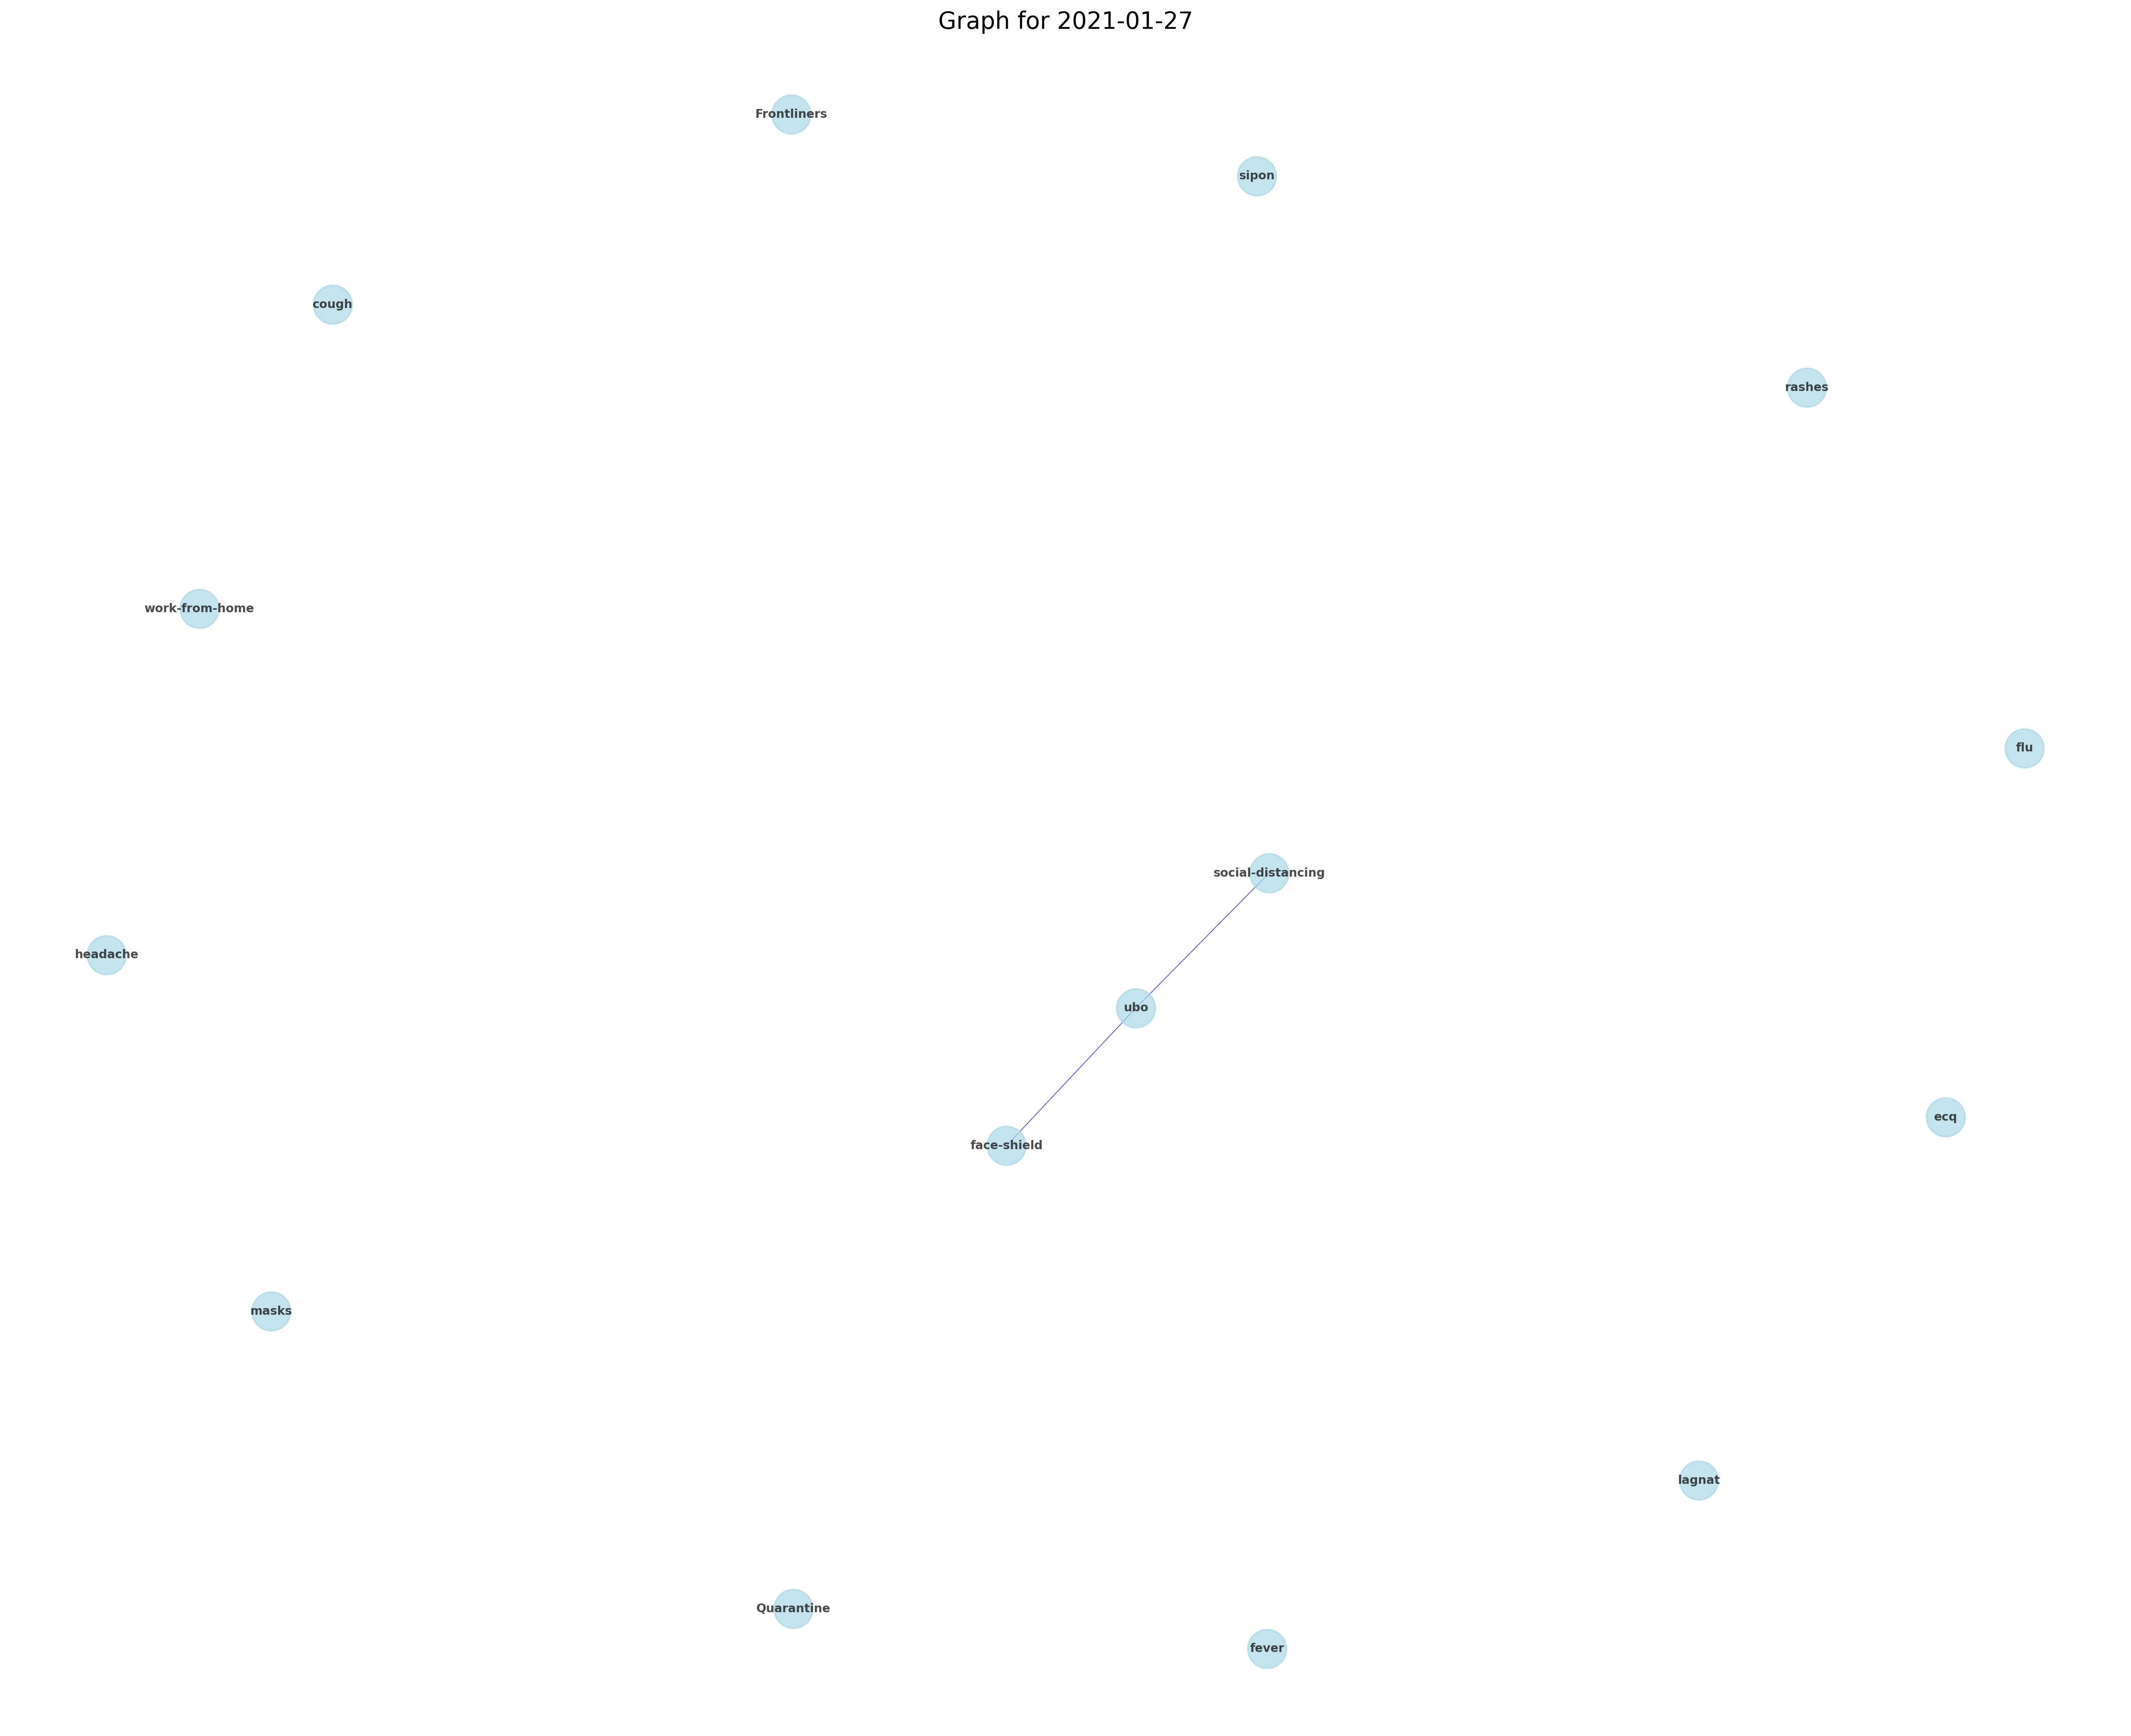 Graph for 2021-01-27
Frontliners
sipon
cough
rashes
work-from-home
flu
social-distancing
headache
ubo
ecq
face-shield
masks
lagnat
Quarantine
fever